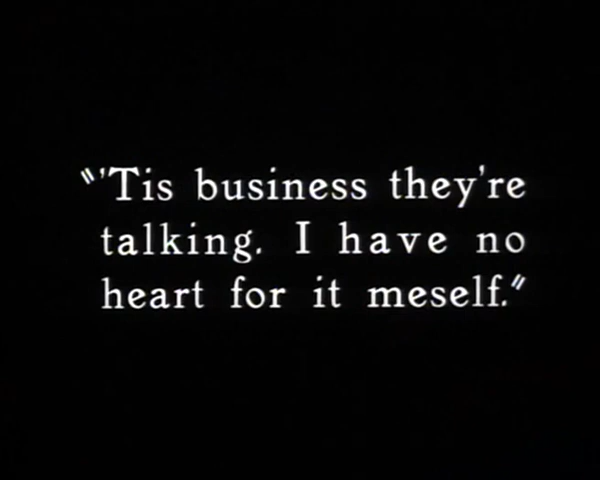 "'Tis business they're
talking. I have no
heart for it meself."